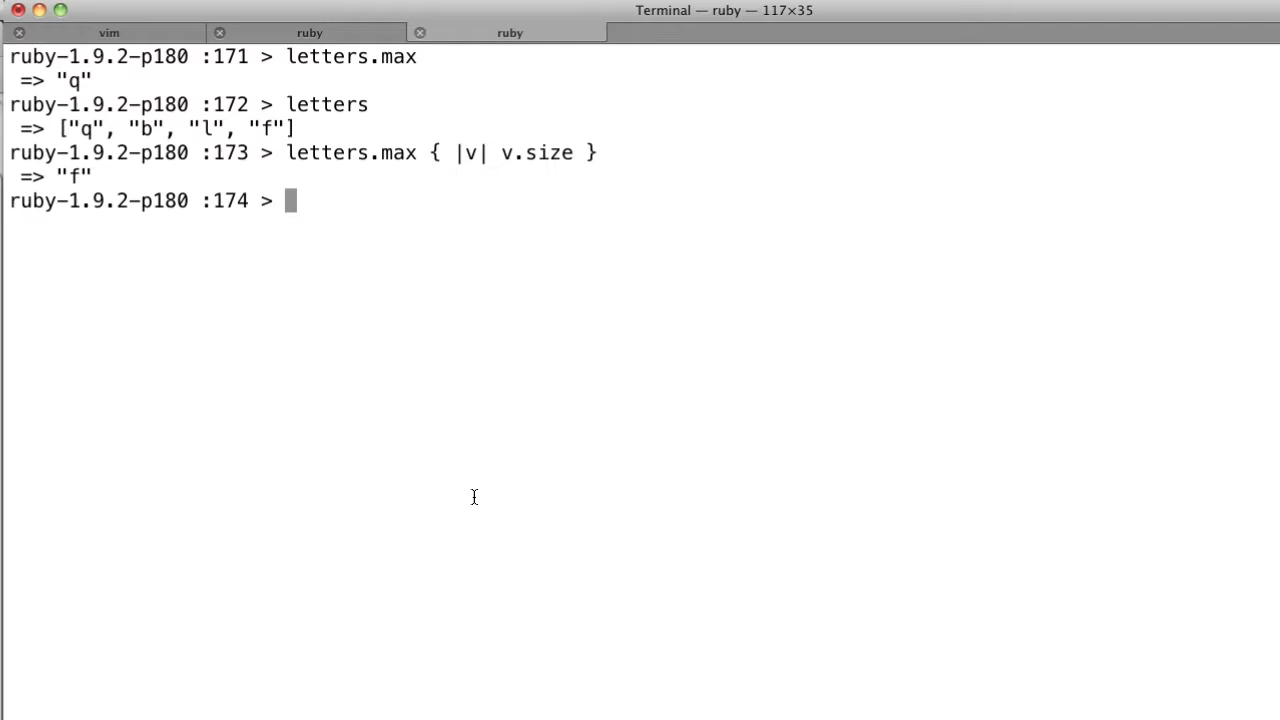 Terminal — ruby — 117×35
vim ruby ruby
ruby-1.9.2-p180 :171 > letters.max
=> "q"
ruby-1.9.2-p180 :172 > letters
=> ["q", "b", "l", "f"]
ruby-1.9.2-p180 :173 > letters.max { |v| v.size }
=> "f"
ruby-1.9.2-p180 :174 >